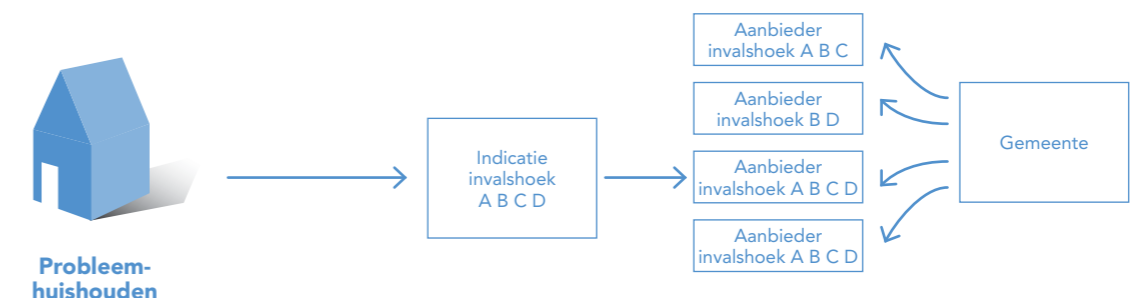 Probleem-
huishouden
Indicatie
invalshoek
A B C D
Aanbieder
invalshoek A B C
Aanbieder
invalshoek B D
Aanbieder
invalshoek A B C D
Aanbieder
invalshoek A B C D
Gemeente